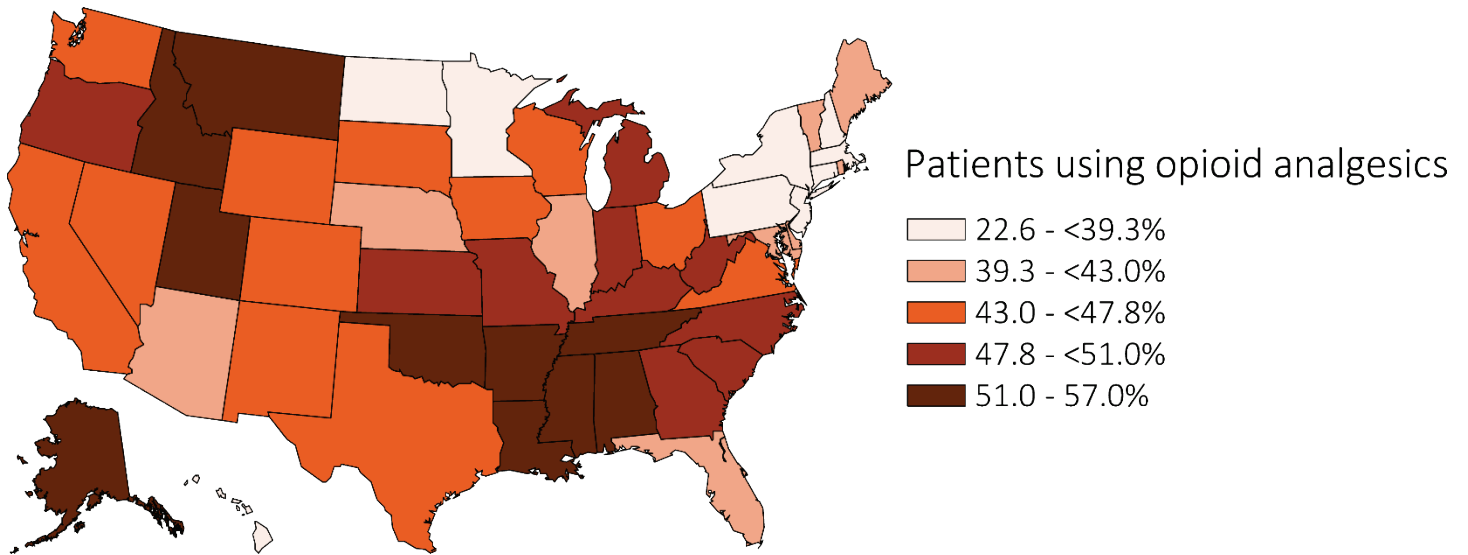 Patients using opioid analgesics
22.6 - <39.3%
39.3 - <43.0%
43.0 - <47.8%
47.8 - <51.0%
51.0 - 57.0%